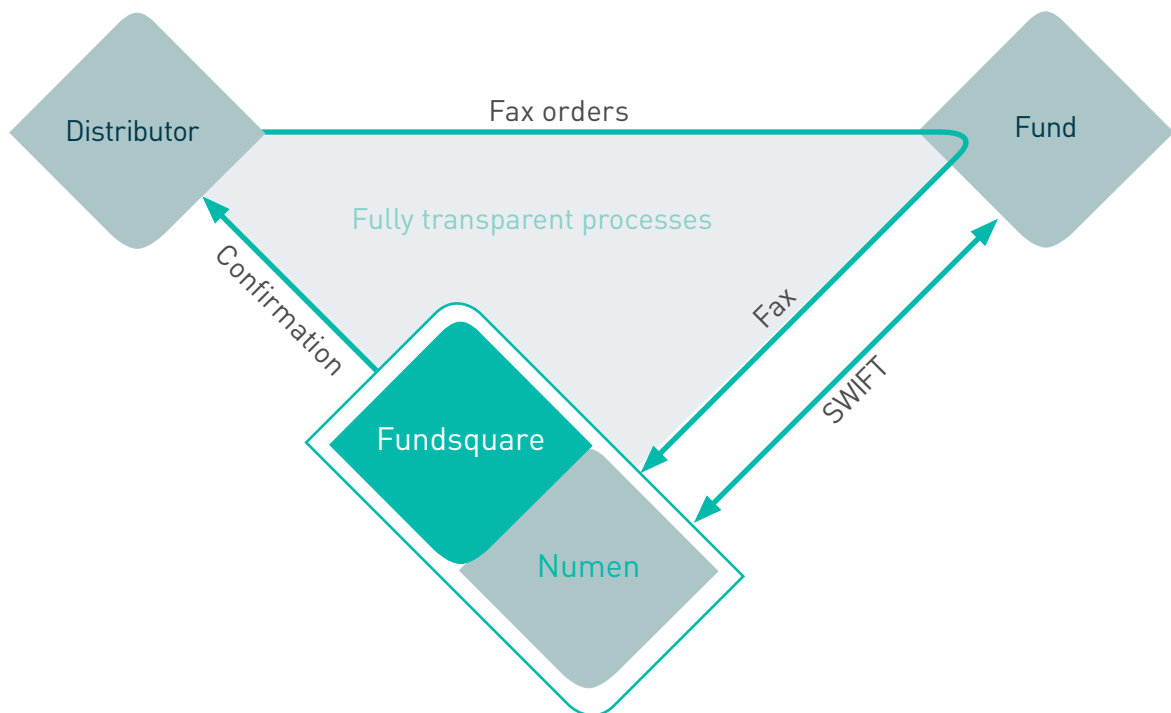 Fax orders
Distributor
Fund
Fully transparent processes
Confirmation
Fax
SWIFT
Fundsquare
Numen